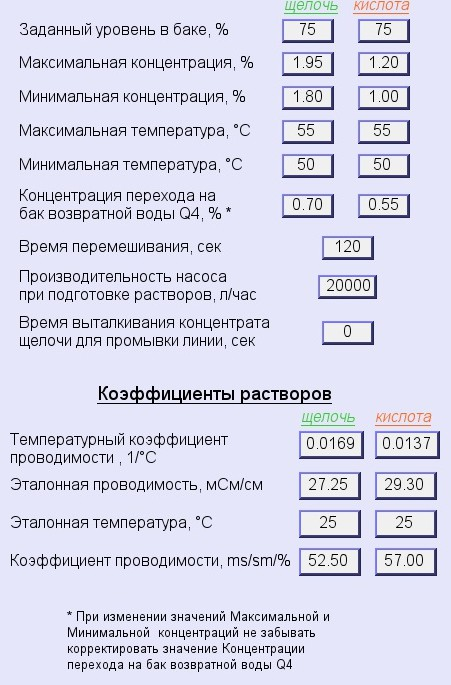 щелочь кислота
Заданный уровень в баке, % 75 75
Максимальная концентрация, % 1.95 1.20
Минимальная концентрация, % 1.80 1.00
Максимальная температура, °C 55 55
Минимальная температура, °C 50 50
Концентрация перехода на
бак возвратной воды Q4, % * 0.70 0.55
Время перемешивания, сек 120
Производительность насоса
при подготовке растворов, л/час 20000
Время выталкивания концентрата
щелочи для промывки линии, сек 0
Коэффициенты растворов
щелочь кислота
Температурный коэффициент
проводимости , 1/°C 0.0169 0.0137
Эталонная проводимость, мСм/см 27.25 29.30
Эталонная температура, °C 25 25
Коэффициент проводимости, ms/sm/% 52.50 57.00
* При изменении значений Максимальной и
Минимальной концентраций не забывать
корректировать значение Концентрации
перехода на бак возвратной воды Q4